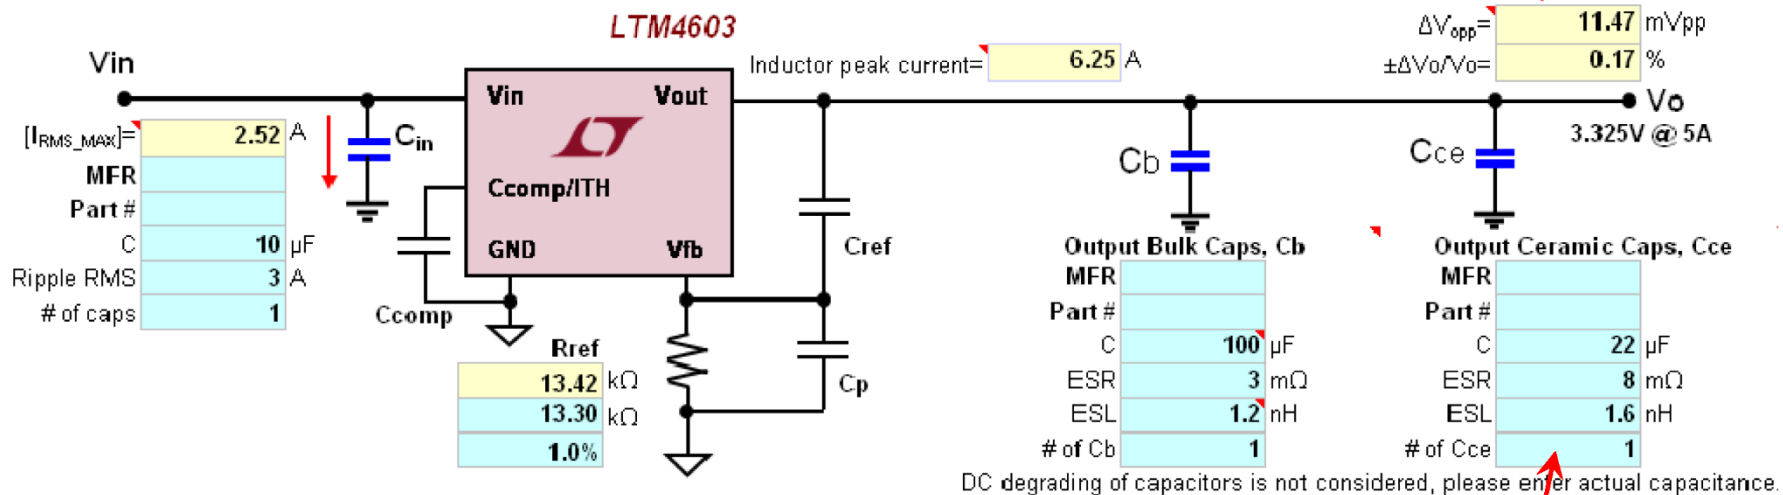 LTM4603
ΔVopp= 11.47 mVpp
Inductor peak current= 6.25 A
±ΔVo/Vo= 0.17 %
Vin
Vin Vout
Vo
3.325V @ 5A
[IRMS_MAX]= 2.52 A
Cin
MFR
Part #
C 10 µF
Ripple RMS 3 A
# of caps 1
Ccomp/ITH
GND Vfb
Ccomp
Cref
Cp
Rref
13.42 kΩ
13.30 kΩ
1.0%
Cb
Output Bulk Caps, Cb
MFR
Part #
C 100 µF
ESR 3 mΩ
ESL 1.2 nH
# of Cb 1
Cce
Output Ceramic Caps, Cce
MFR
Part #
C 22 µF
ESR 8 mΩ
ESL 1.6 nH
# of Cce 1
DC degrading of capacitors is not considered, please enter actual capacitance.